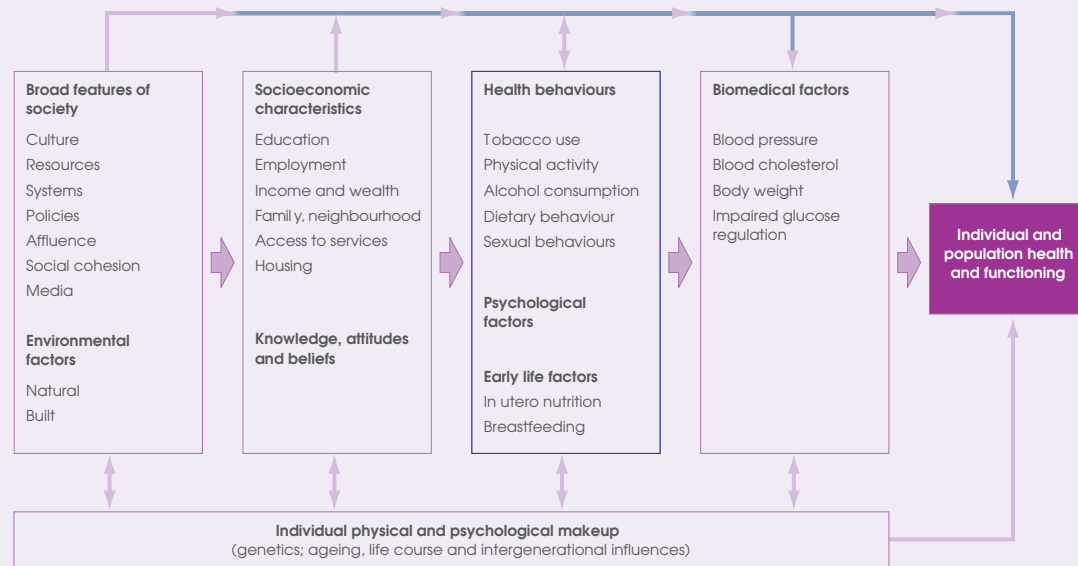 Broad features of
society
Culture
Resources
Systems
Policies
Affluence
Social cohesion
Media
Environmental
factors
Natural
Built
Socioeconomic
characteristics
Education
Employment
Income and wealth
Family, neighbourhood
Access to services
Housing
Knowledge, attitudes
and beliefs
Health behaviours
Tobacco use
Physical activity
Alcohol consumption
Dietary behaviour
Sexual behaviours
Psychological
factors
Early life factors
In utero nutrition
Breastfeeding
Biomedical factors
Blood pressure
Blood cholesterol
Body weight
Impaired glucose
regulation
Individual and
population health
and functioning
Individual physical and psychological makeup
(genetics; ageing, life course and intergenerational influences)